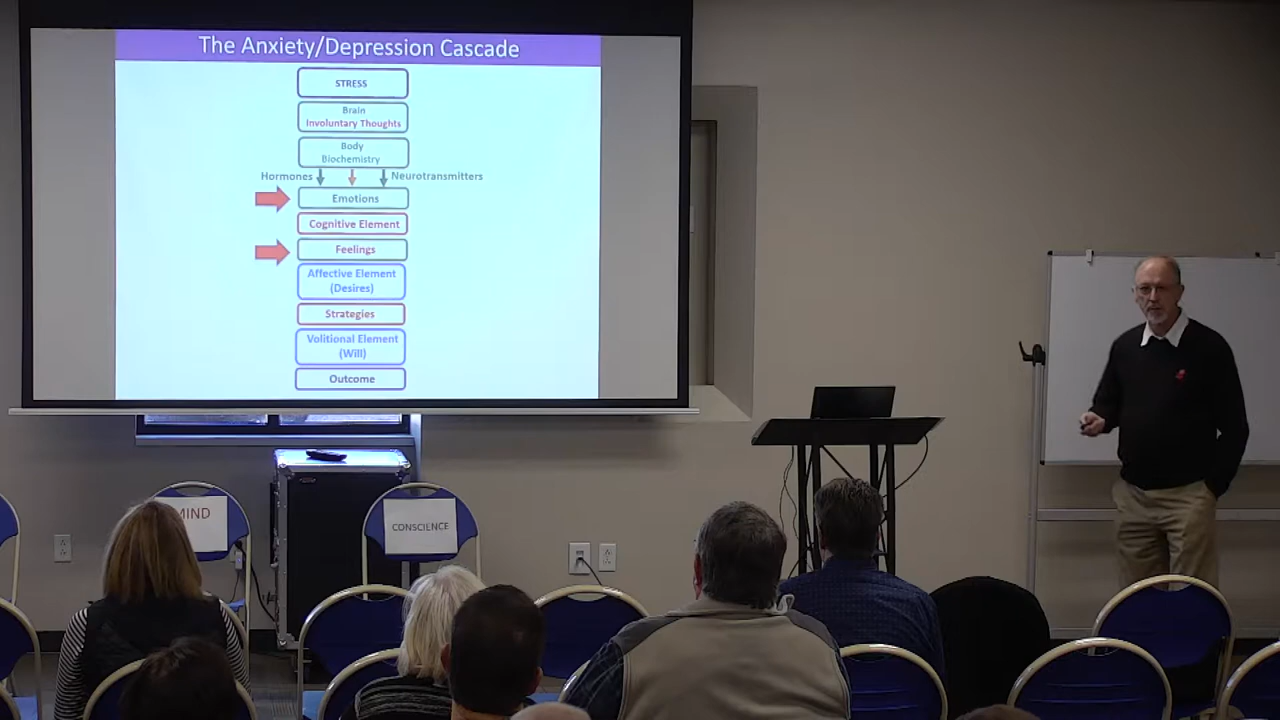 The Anxiety/Depression Cascade
STRESS
Brain
Involuntary Thoughts
Body
Biochemistry
Hormones
Neurotransmitters
Emotions
Cognitive Element
Feelings
Affective Element
(Desires)
Strategies
Volitional Element
(Will)
Outcome
MIND
CONSCIENCE